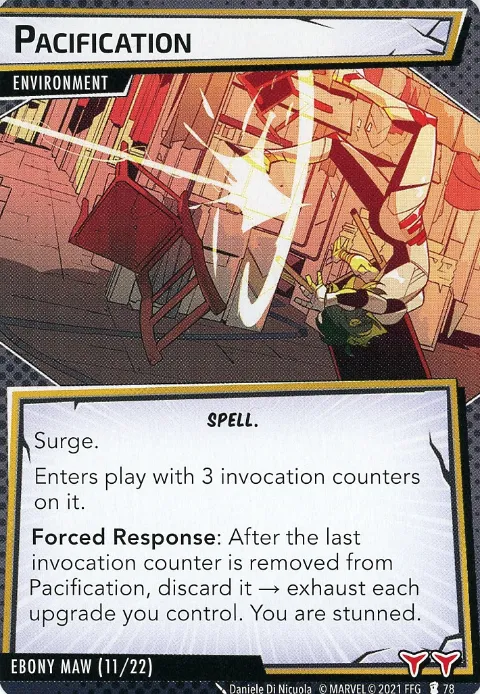 PACIFICATION
ENVIRONMENT
SPELL.
Surge.
Enters play with 3 invocation counters
on it.
Forced Response: After the last
invocation counter is removed from
Pacification, discard it → exhaust each
upgrade you control. You are stunned.
EBONY MAW (11/22)
Daniele Di Nicuola © MARVEL © 2021 FFG 78